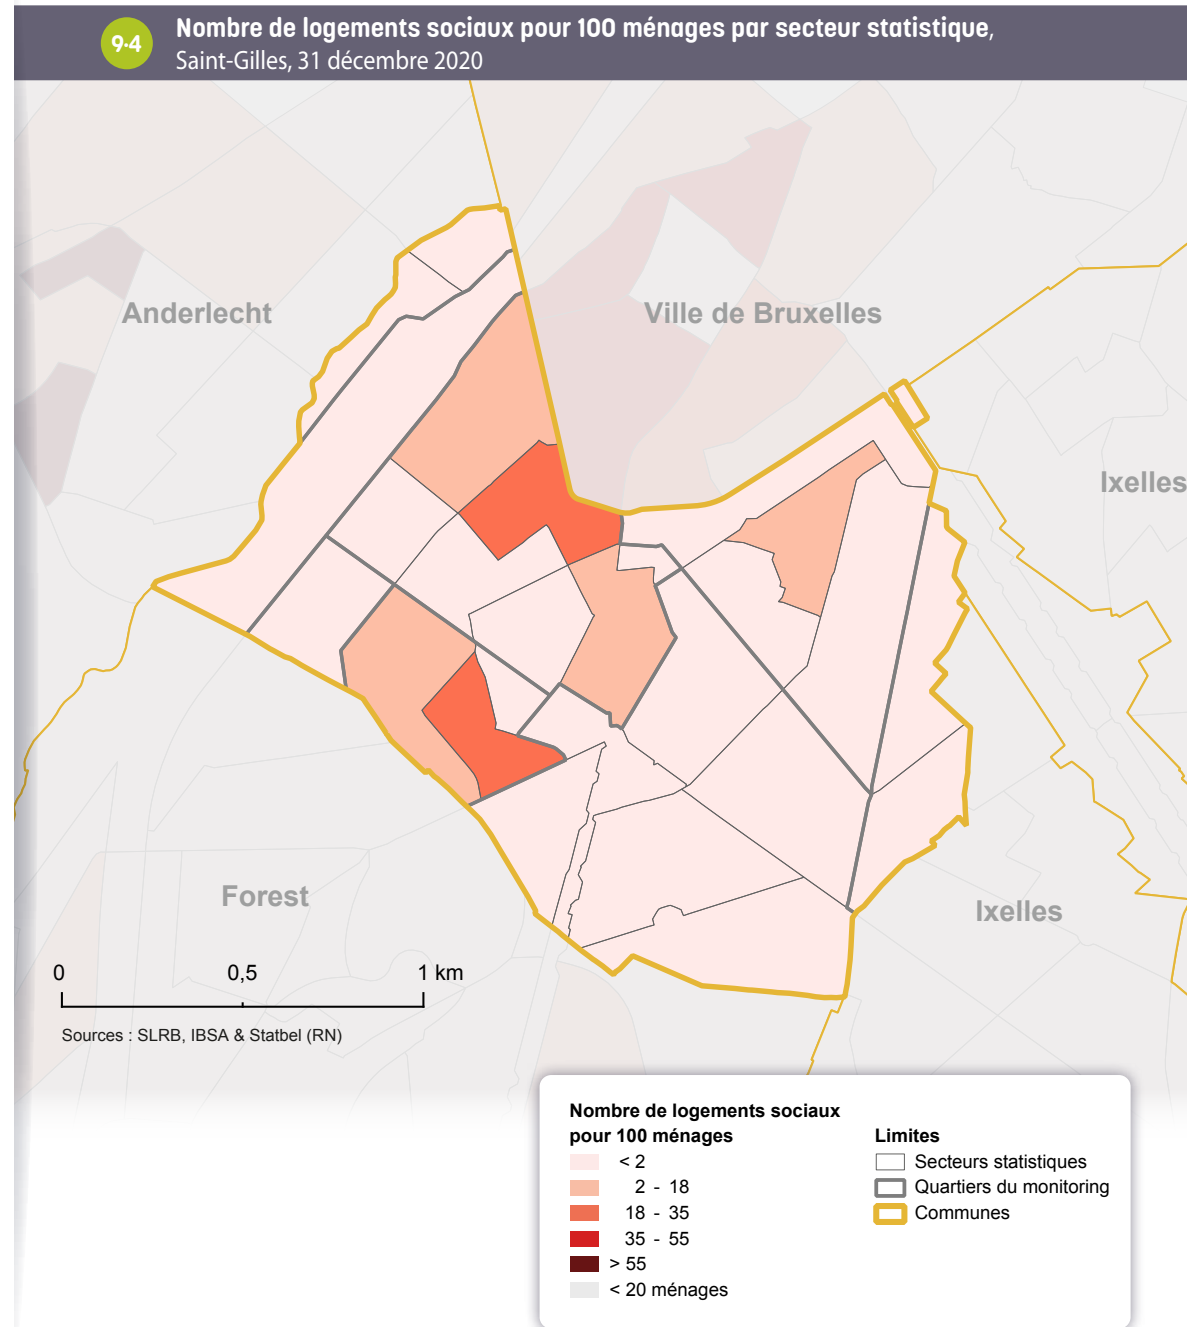 9·4
Nombre de logements sociaux pour 100 ménages par secteur statistique,
Saint-Gilles, 31 décembre 2020
Anderlecht
Ville de Bruxelles
Ixelles
Forest
Ixelles
0 0,5 1 km
Sources : SLRB, IBSA & Statbel (RN)
Nombre de logements sociaux
pour 100 ménages
< 2
2 - 18
18 - 35
35 - 55
> 55
< 20 ménages
Limites
Secteurs statistiques
Quartiers du monitoring
Communes